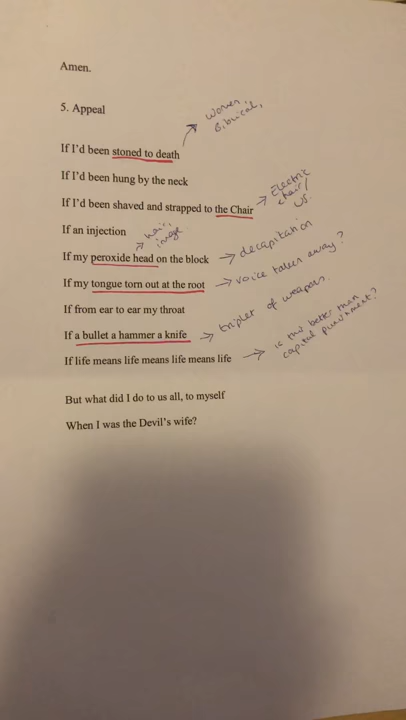 Amen.
5. Appeal
women,
Biblical,
If I'd been stoned to death
If I'd been hung by the neck
Electric
chair/
US.
If I'd been shaved and strapped to the Chair
If an injection
hair,
image
If my peroxide head on the block
decapitation
If my tongue torn out at the root
voice taken away?
If from ear to ear my throat
If a bullet a hammer a knife
triplet of weapons.
If life means life means life means life
is this better than
capital punishment?
But what did I do to us all, to myself
When I was the Devil's wife?